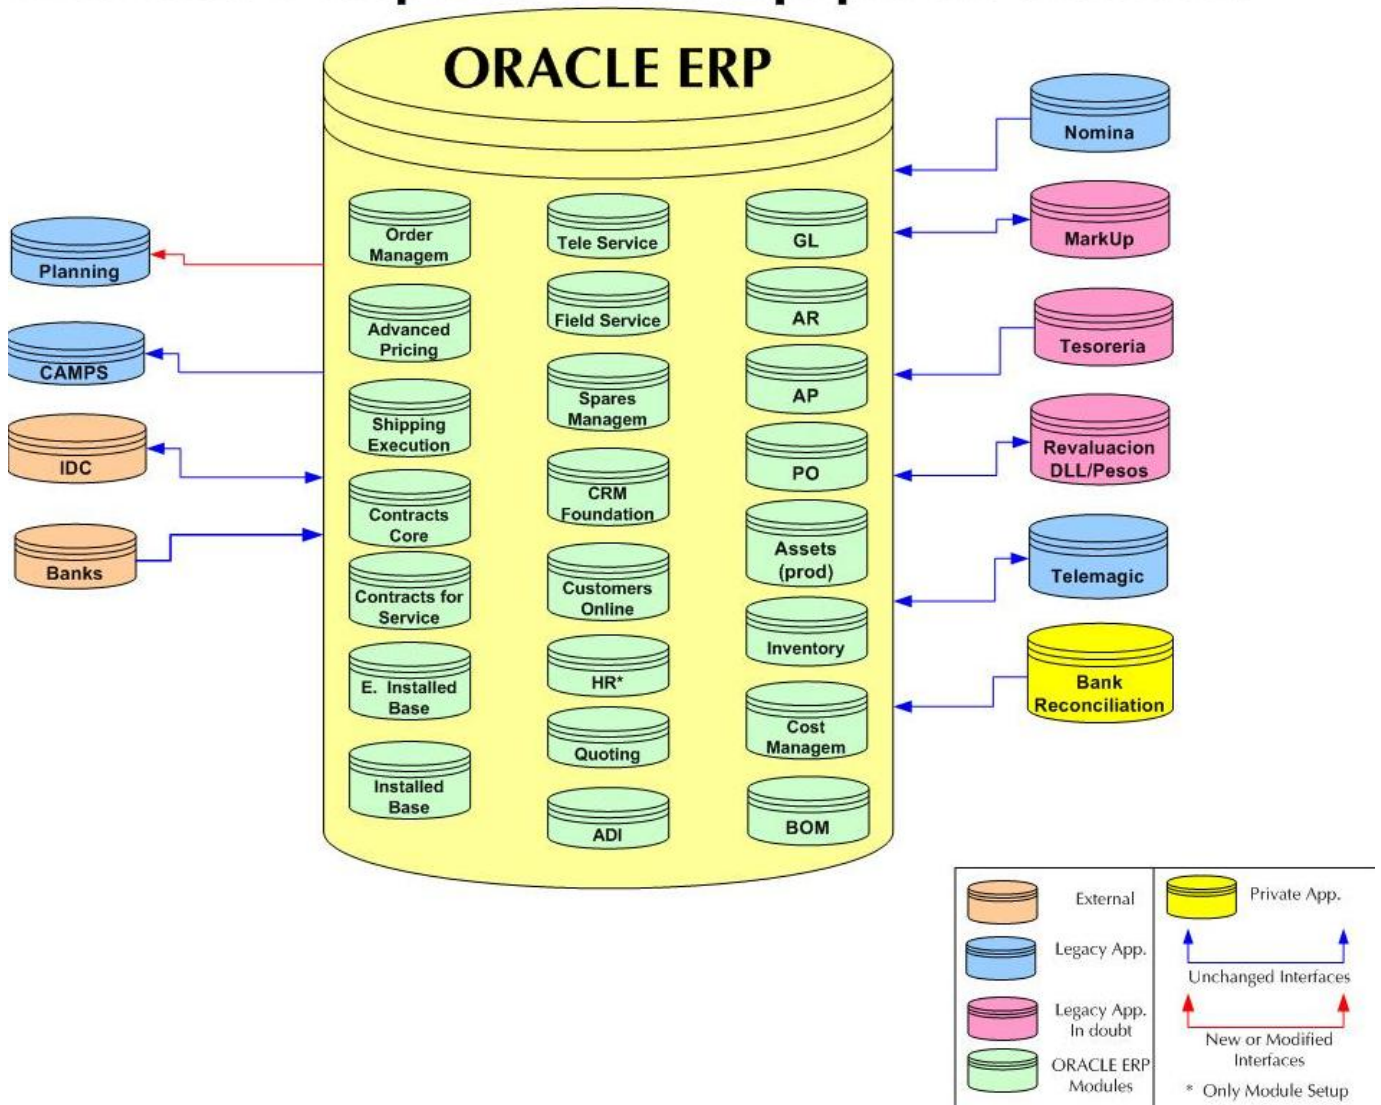 ORACLE ERP
Planning
CAMPS
IDC
Banks
Order
Managem
Advanced
Pricing
Shipping
Execution
Contracts
Core
Contracts for
Service
E. Installed
Base
Installed
Base
Tele Service
Field Service
Spares
Managem
CRM
Foundation
Customers
Online
HR*
Quoting
ADI
GL
AR
AP
PO
Assets
(prod)
Inventory
Cost
Managem
BOM
Nomina
MarkUp
Tesoreria
Revaluacion
DLL/Pesos
Telemagic
Bank
Reconciliation
External
Legacy App.
Legacy App.
In doubt
ORACLE ERP
Modules
Private App.
Unchanged Interfaces
New or Modified
Interfaces
* Only Module Setup